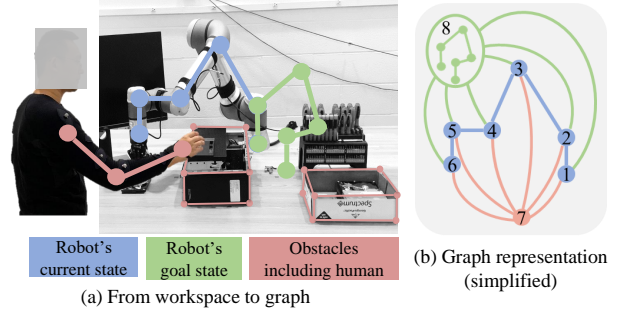 8
3
5
4
2
6
1
7
Spectrum
Robot's
current state
Robot's
goal state
Obstacles
including human
(a) From workspace to graph
(b) Graph representation
(simplified)